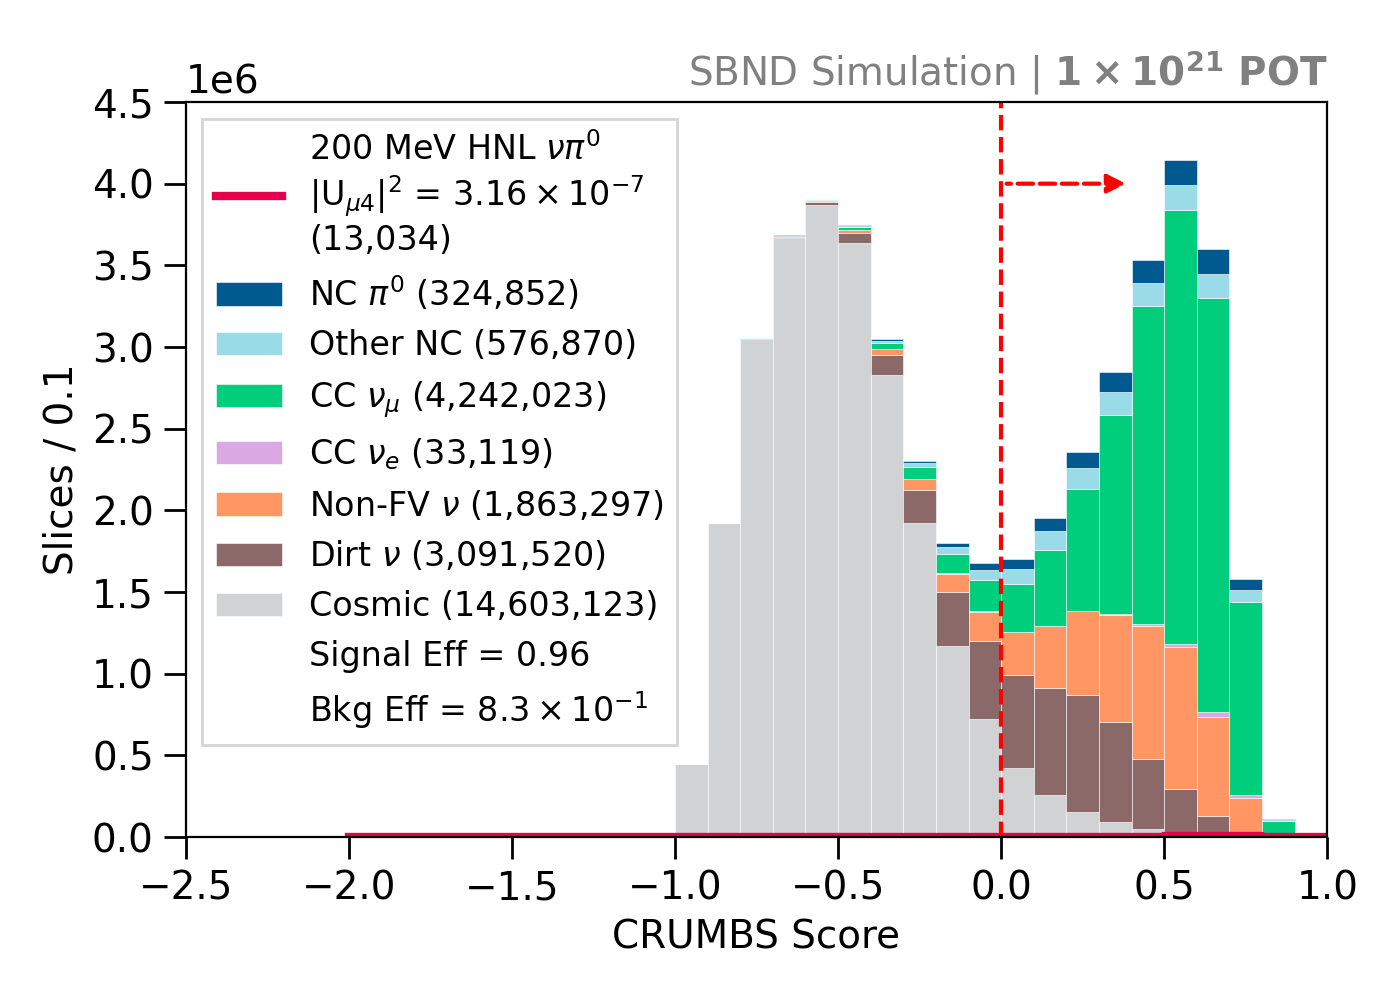 SBND Simulation | 1 × 10²¹ POT
1e6
4.5
4.0
3.5
3.0
2.5
2.0
1.5
1.0
0.5
0.0
Slices / 0.1
200 MeV HNL νπ⁰
|U_μ4|² = 3.16 × 10⁻⁷
(13,034)
NC π⁰ (324,852)
Other NC (576,870)
CC ν_μ (4,242,023)
CC ν_e (33,119)
Non-FV ν (1,863,297)
Dirt ν (3,091,520)
Cosmic (14,603,123)
Signal Eff = 0.96
Bkg Eff = 8.3 × 10⁻¹
−2.5 −2.0 −1.5 −1.0 −0.5 0.0 0.5 1.0
CRUMBS Score